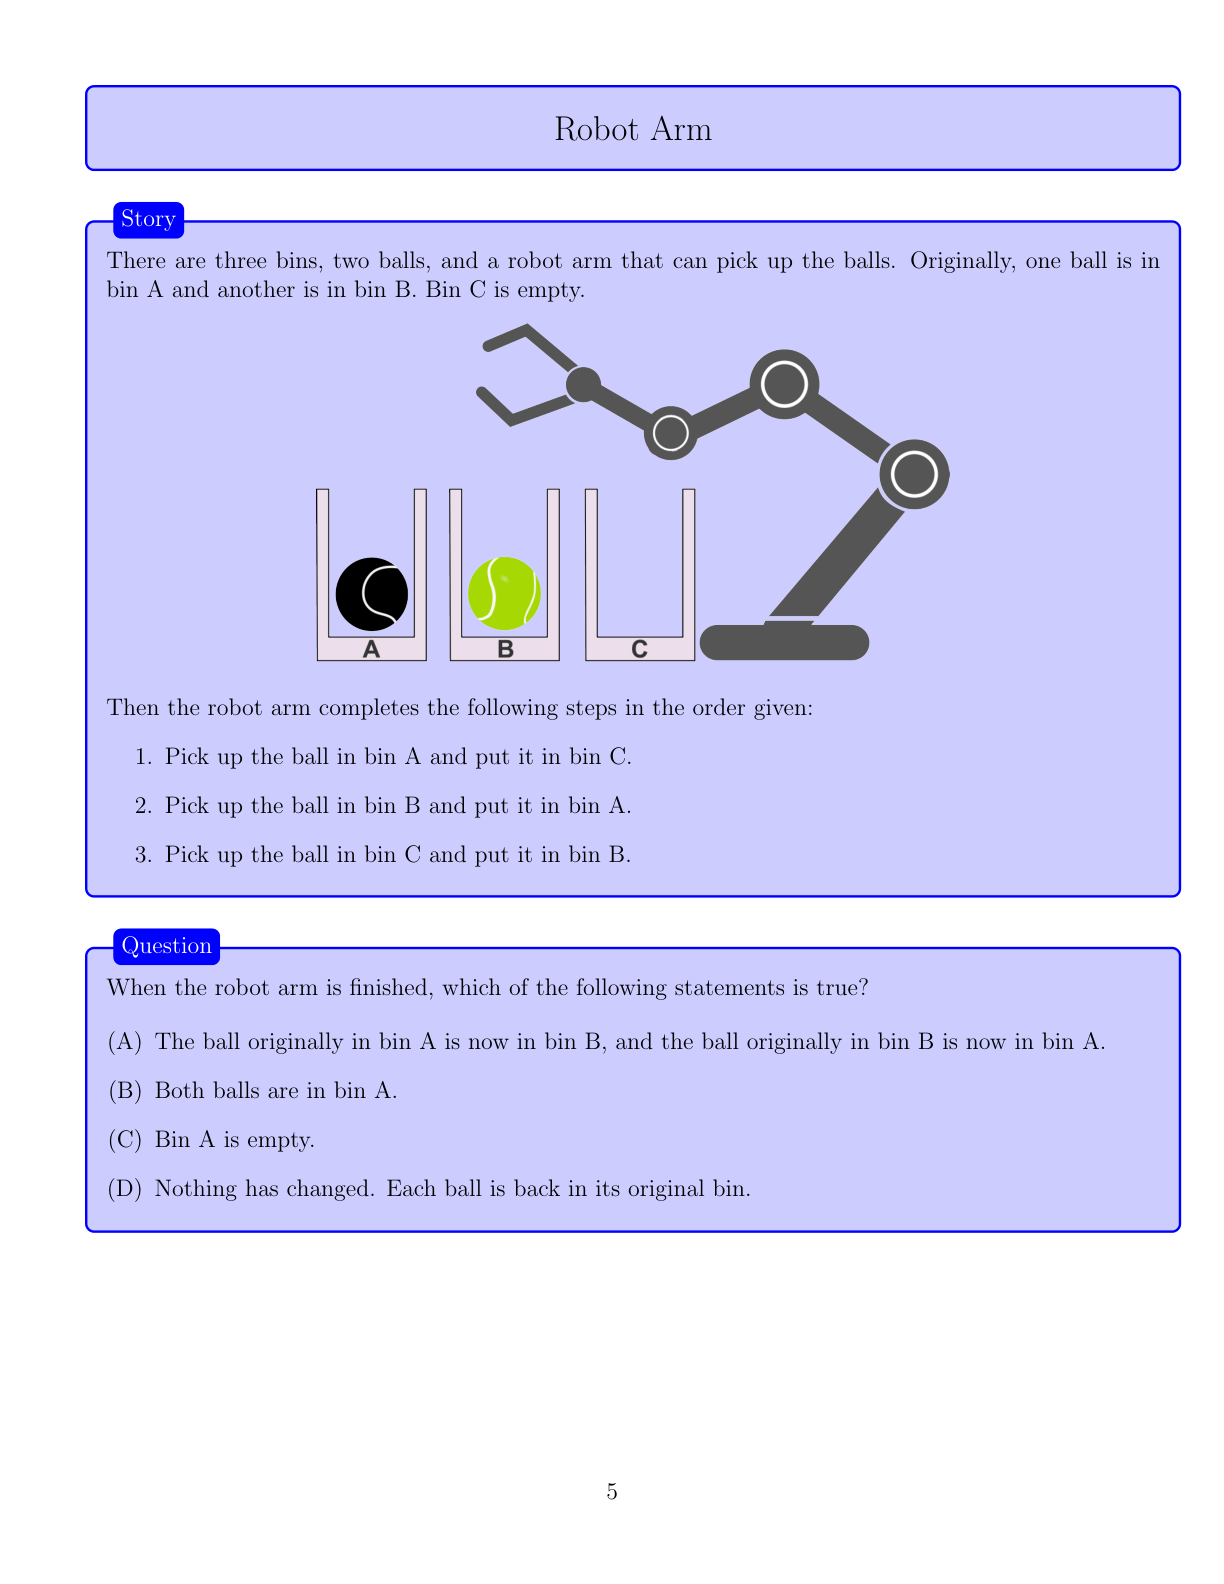 Robot Arm
Story
There are three bins, two balls, and a robot arm that can pick up the balls. Originally, one ball is in
bin A and another is in bin B. Bin C is empty.
A B C
Then the robot arm completes the following steps in the order given:
1. Pick up the ball in bin A and put it in bin C.
2. Pick up the ball in bin B and put it in bin A.
3. Pick up the ball in bin C and put it in bin B.
Question
When the robot arm is finished, which of the following statements is true?
(A) The ball originally in bin A is now in bin B, and the ball originally in bin B is now in bin A.
(B) Both balls are in bin A.
(C) Bin A is empty.
(D) Nothing has changed. Each ball is back in its original bin.
5